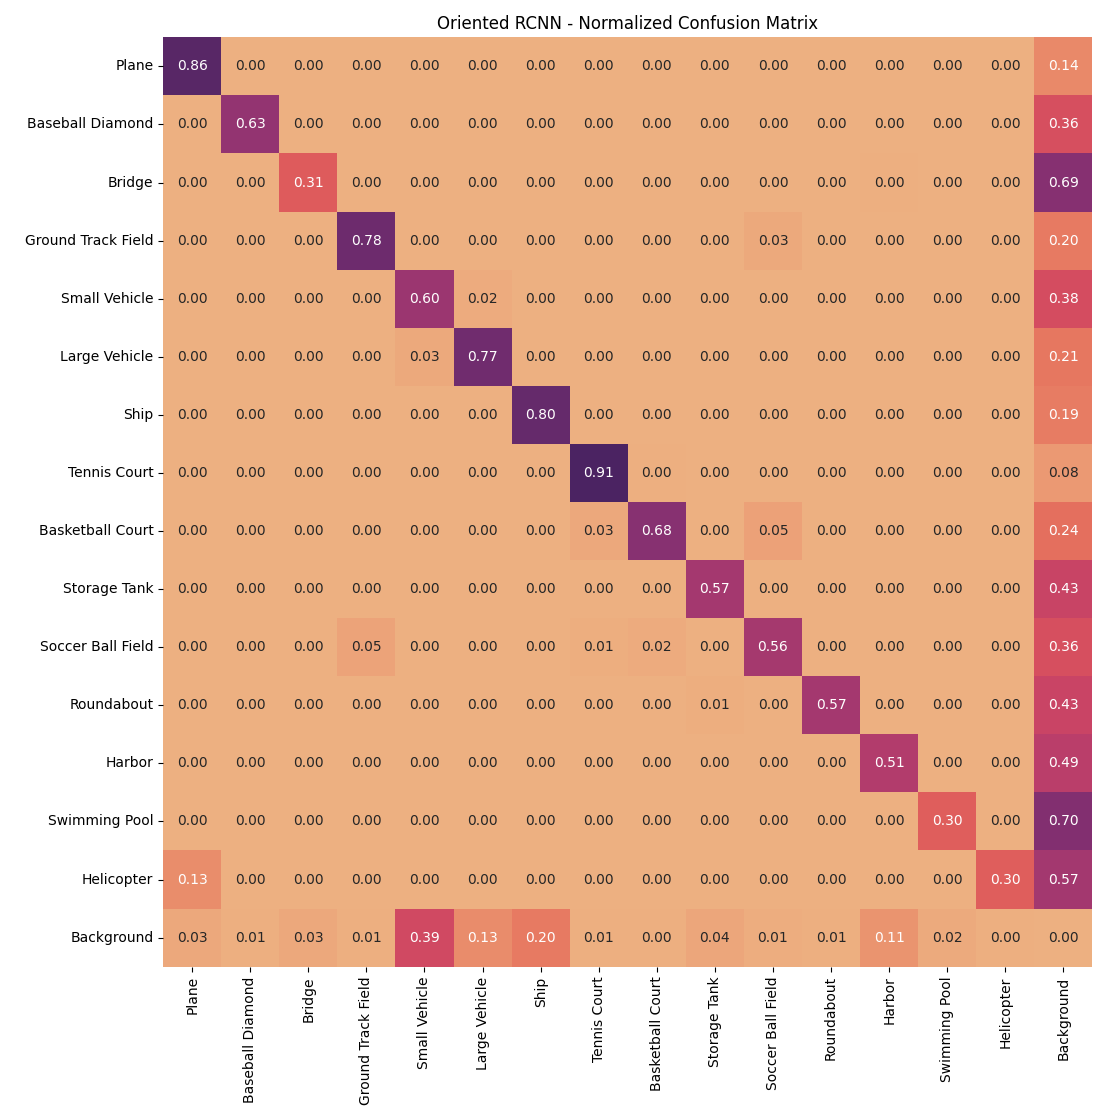 Oriented RCNN - Normalized Confusion Matrix
Plane 0.86 0.00 0.00 0.00 0.00 0.00 0.00 0.00 0.00 0.00 0.00 0.00 0.00 0.00 0.00 0.14
Baseball Diamond 0.00 0.63 0.00 0.00 0.00 0.00 0.00 0.00 0.00 0.00 0.00 0.00 0.00 0.00 0.00 0.36
Bridge 0.00 0.00 0.31 0.00 0.00 0.00 0.00 0.00 0.00 0.00 0.00 0.00 0.00 0.00 0.00 0.69
Ground Track Field 0.00 0.00 0.00 0.78 0.00 0.00 0.00 0.00 0.00 0.00 0.03 0.00 0.00 0.00 0.00 0.20
Small Vehicle 0.00 0.00 0.00 0.00 0.60 0.02 0.00 0.00 0.00 0.00 0.00 0.00 0.00 0.00 0.00 0.38
Large Vehicle 0.00 0.00 0.00 0.00 0.03 0.77 0.00 0.00 0.00 0.00 0.00 0.00 0.00 0.00 0.00 0.21
Ship 0.00 0.00 0.00 0.00 0.00 0.00 0.80 0.00 0.00 0.00 0.00 0.00 0.00 0.00 0.00 0.19
Tennis Court 0.00 0.00 0.00 0.00 0.00 0.00 0.00 0.91 0.00 0.00 0.00 0.00 0.00 0.00 0.00 0.08
Basketball Court 0.00 0.00 0.00 0.00 0.00 0.00 0.00 0.03 0.68 0.00 0.05 0.00 0.00 0.00 0.00 0.24
Storage Tank 0.00 0.00 0.00 0.00 0.00 0.00 0.00 0.00 0.00 0.57 0.00 0.00 0.00 0.00 0.00 0.43
Soccer Ball Field 0.00 0.00 0.00 0.05 0.00 0.00 0.00 0.01 0.02 0.00 0.56 0.00 0.00 0.00 0.00 0.36
Roundabout 0.00 0.00 0.00 0.00 0.00 0.00 0.00 0.00 0.00 0.01 0.00 0.57 0.00 0.00 0.00 0.43
Harbor 0.00 0.00 0.00 0.00 0.00 0.00 0.00 0.00 0.00 0.00 0.00 0.00 0.51 0.00 0.00 0.49
Swimming Pool 0.00 0.00 0.00 0.00 0.00 0.00 0.00 0.00 0.00 0.00 0.00 0.00 0.00 0.30 0.00 0.70
Helicopter 0.13 0.00 0.00 0.00 0.00 0.00 0.00 0.00 0.00 0.00 0.00 0.00 0.00 0.00 0.30 0.57
Background 0.03 0.01 0.03 0.01 0.39 0.13 0.20 0.01 0.00 0.04 0.01 0.01 0.11 0.02 0.00 0.00
Plane
Baseball Diamond
Bridge
Ground Track Field
Small Vehicle
Large Vehicle
Ship
Tennis Court
Basketball Court
Storage Tank
Soccer Ball Field
Roundabout
Harbor
Swimming Pool
Helicopter
Background